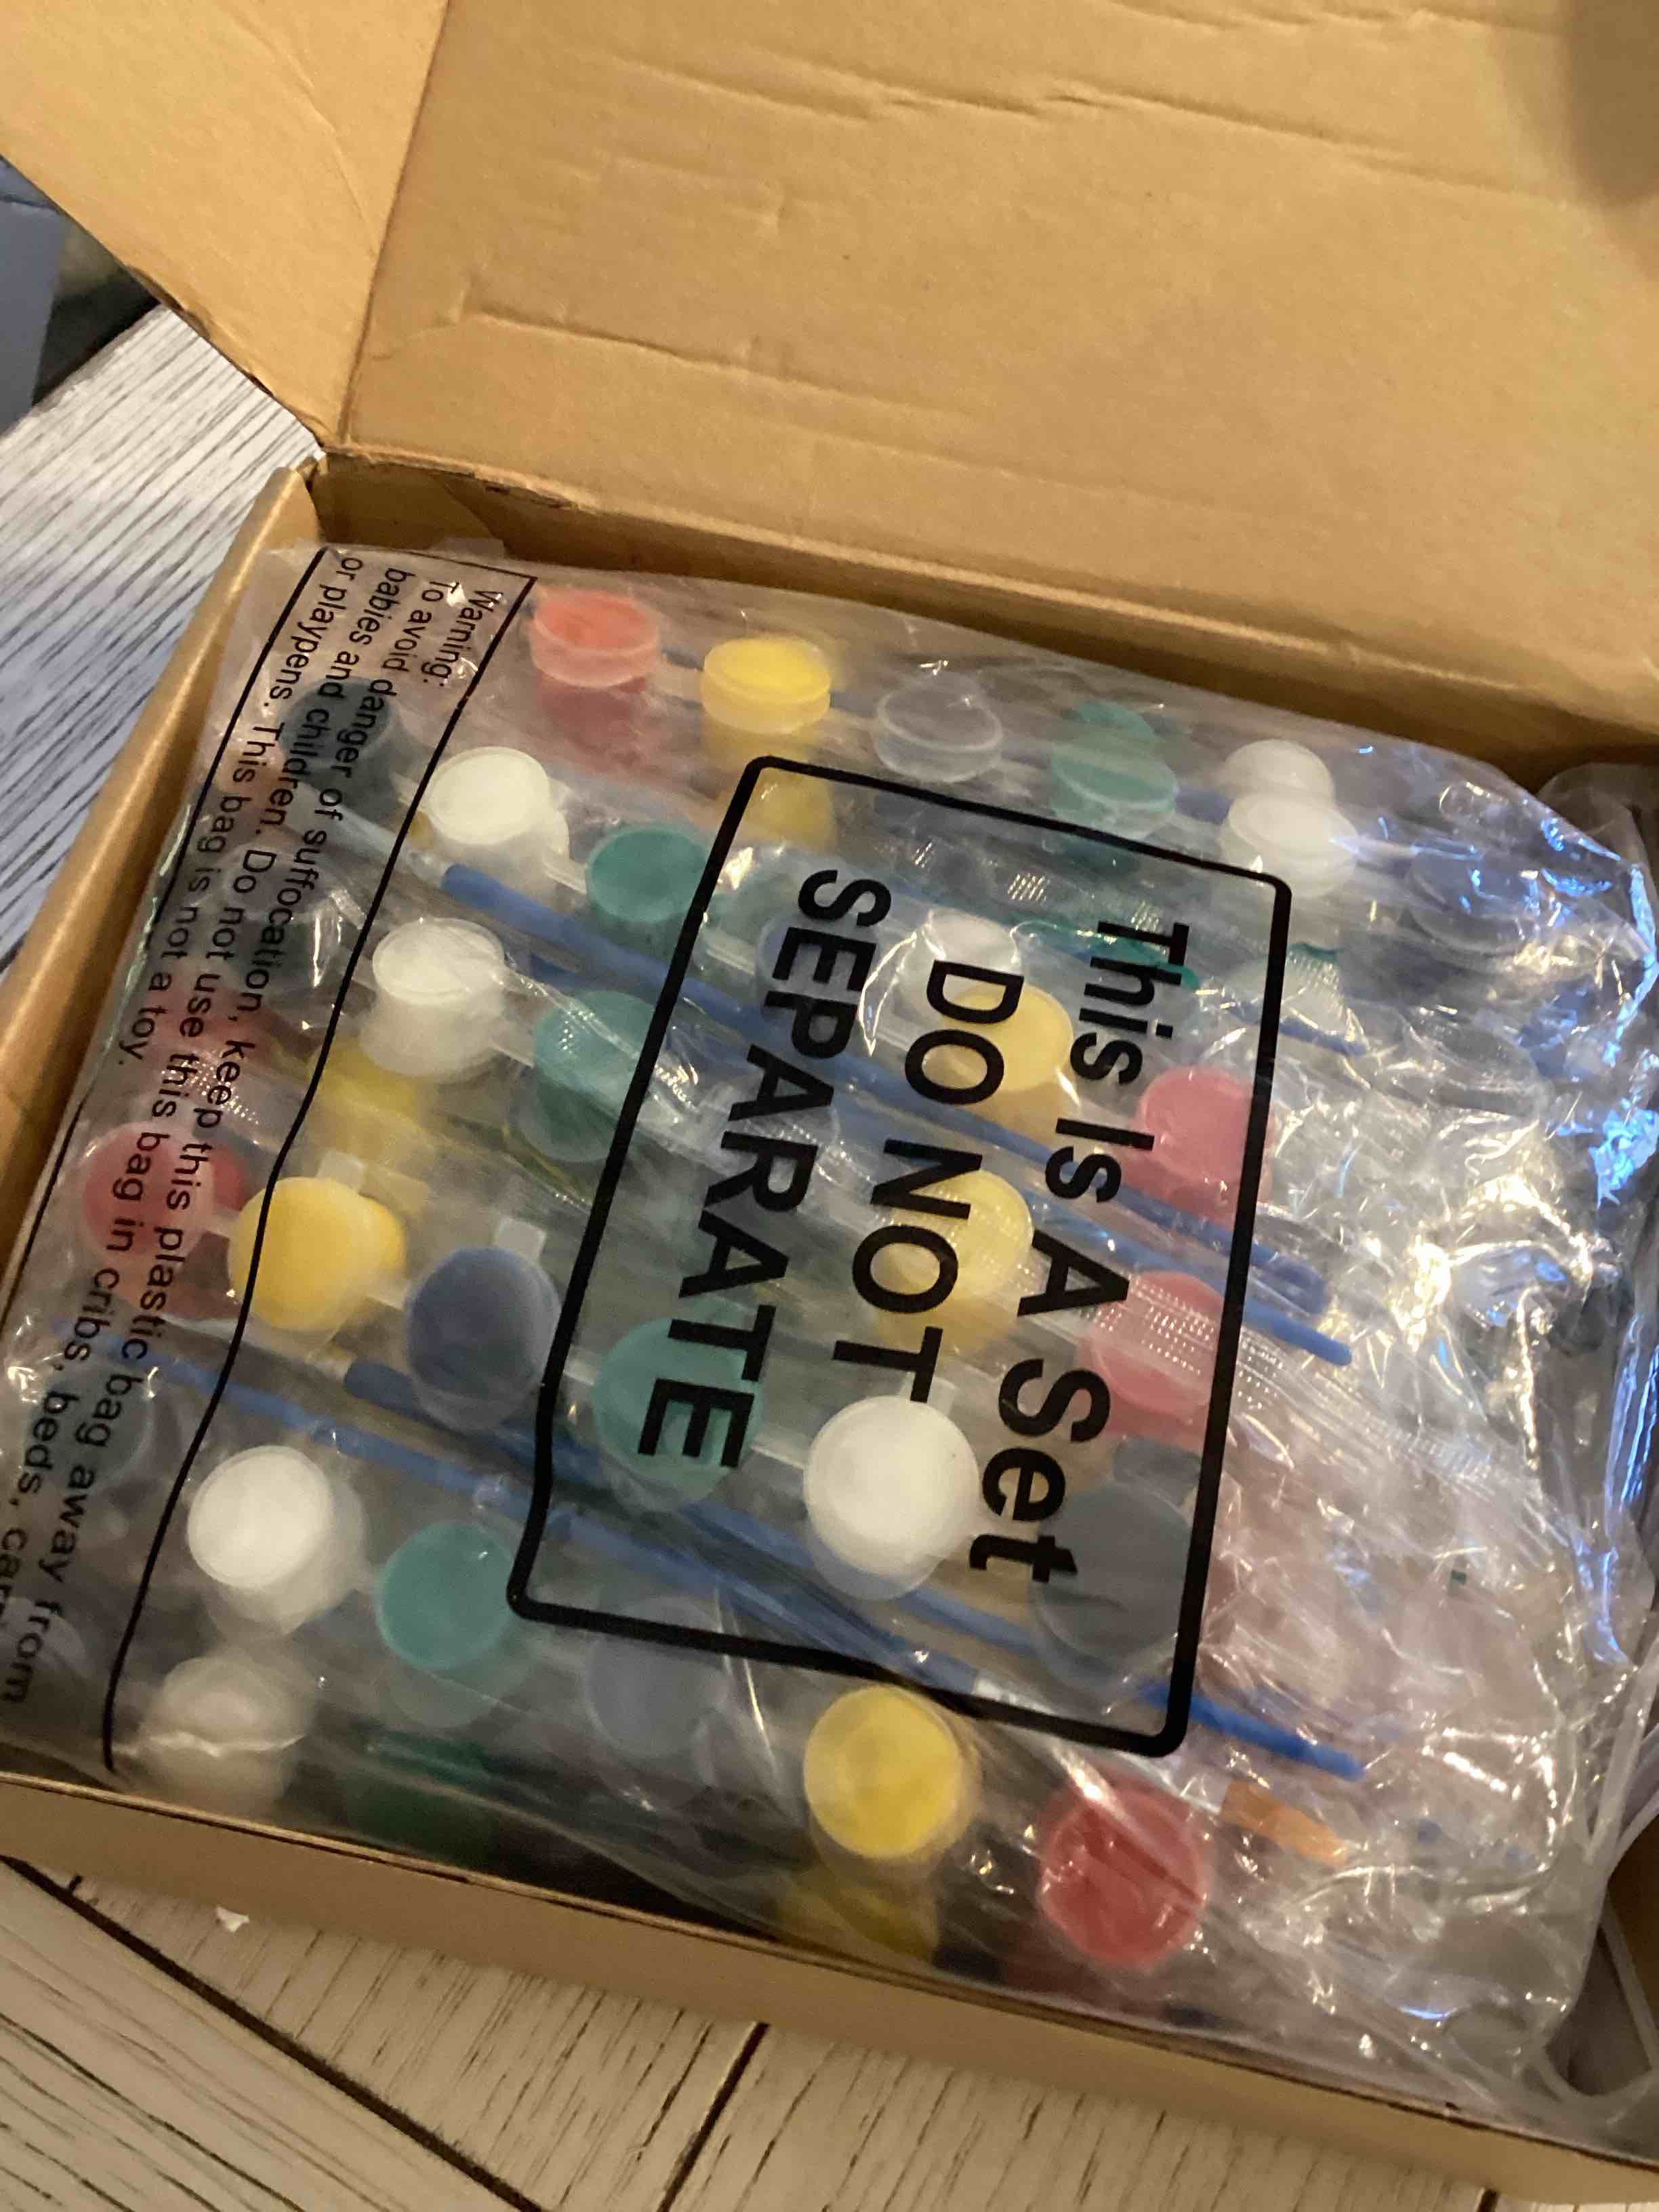 This Is A Set
DO NOT
SEPARATE
Warning:
To avoid danger of suffocation, keep this plastic bag away from
babies and children. Do not use this bag in cribs, beds,
or playpens. This bag is not a toy.